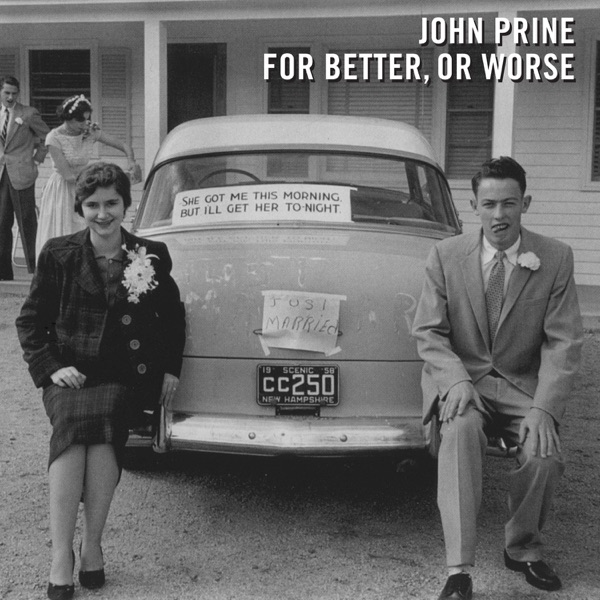 JOHN PRINE
FOR BETTER, OR WORSE
SHE GOT ME THIS MORNING,
BUT I'LL GET HER TO-NIGHT.
JUST
MARRIED
19 SCENIC 58
CC250
NEW HAMPSHIRE